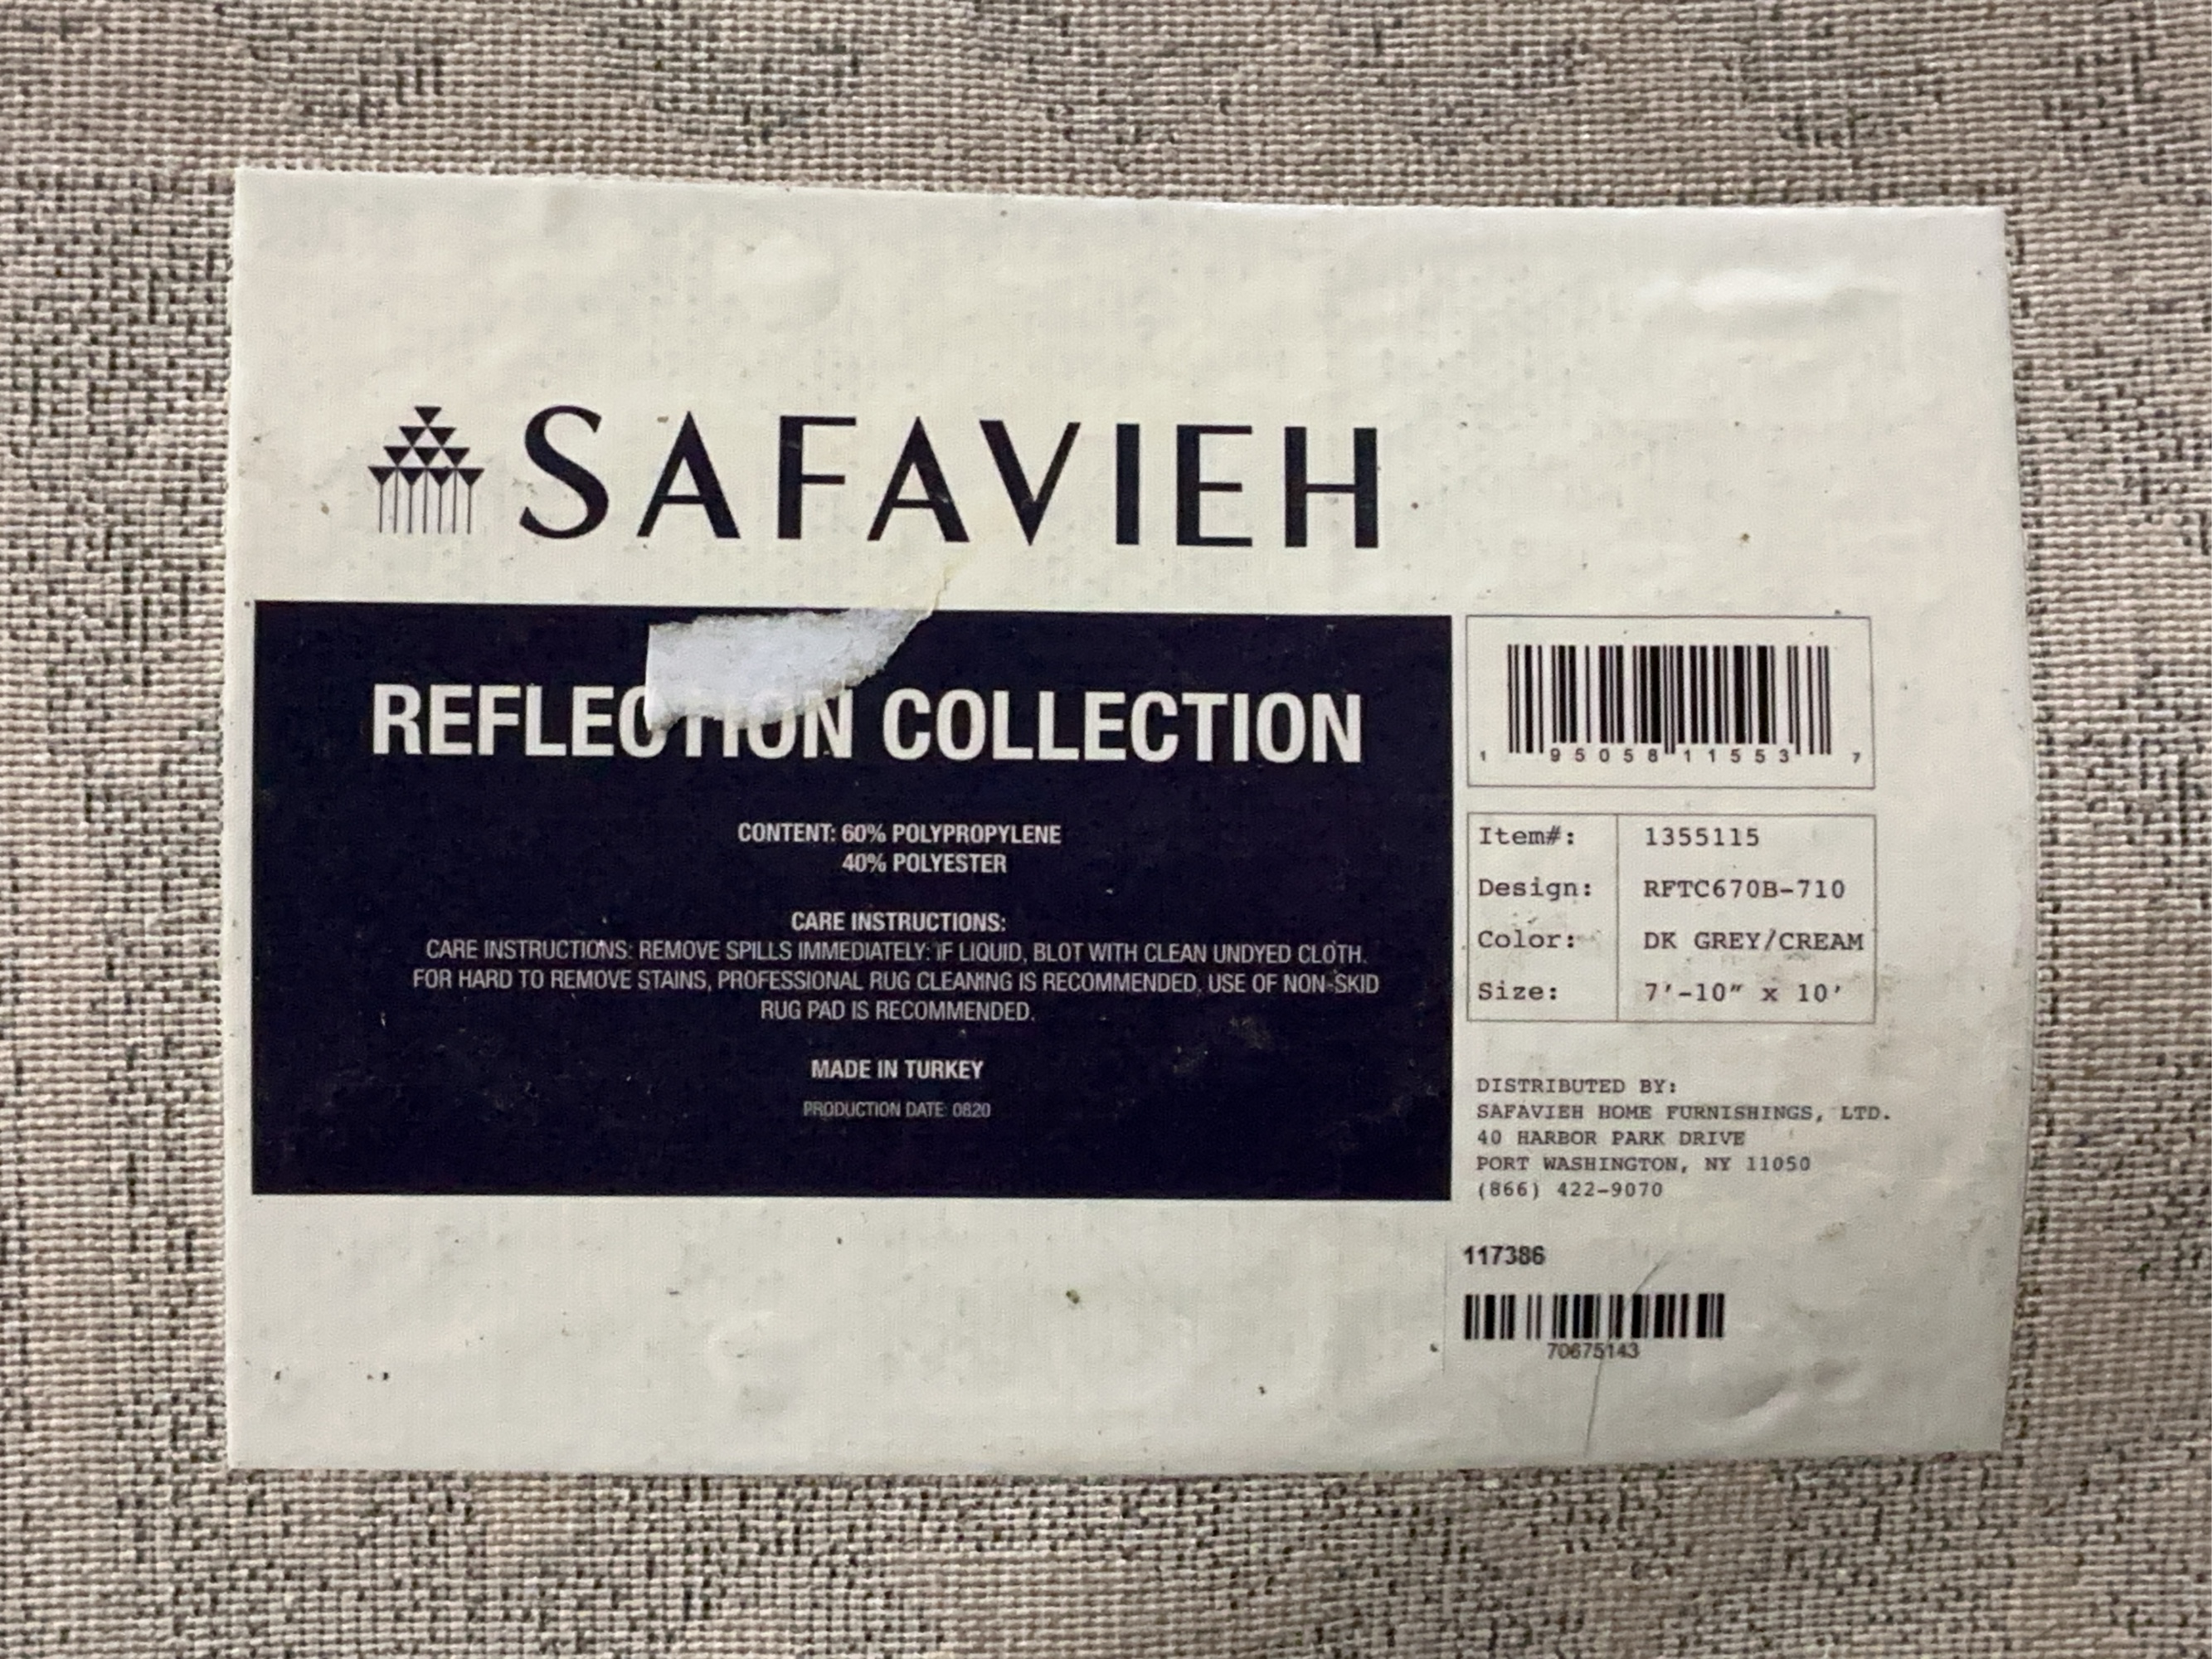 SAFAVIEH
REFLECTION COLLECTION
CONTENT: 60% POLYPROPYLENE
40% POLYESTER
CARE INSTRUCTIONS:
CARE INSTRUCTIONS: REMOVE SPILLS IMMEDIATELY: IF LIQUID, BLOT WITH CLEAN UNDYED CLOTH.
FOR HARD TO REMOVE STAINS, PROFESSIONAL RUG CLEANING IS RECOMMENDED. USE OF NON-SKID
RUG PAD IS RECOMMENDED.
MADE IN TURKEY
PRODUCTION DATE: 0820
1 95058 11553 7
Item#: 1355115
Design: RFTC670B-710
Color: DK GREY/CREAM
Size: 7'-10" x 10'
DISTRIBUTED BY:
SAFAVIEH HOME FURNISHINGS, LTD.
40 HARBOR PARK DRIVE
PORT WASHINGTON, NY 11050
(866) 422-9070
117386
70675143